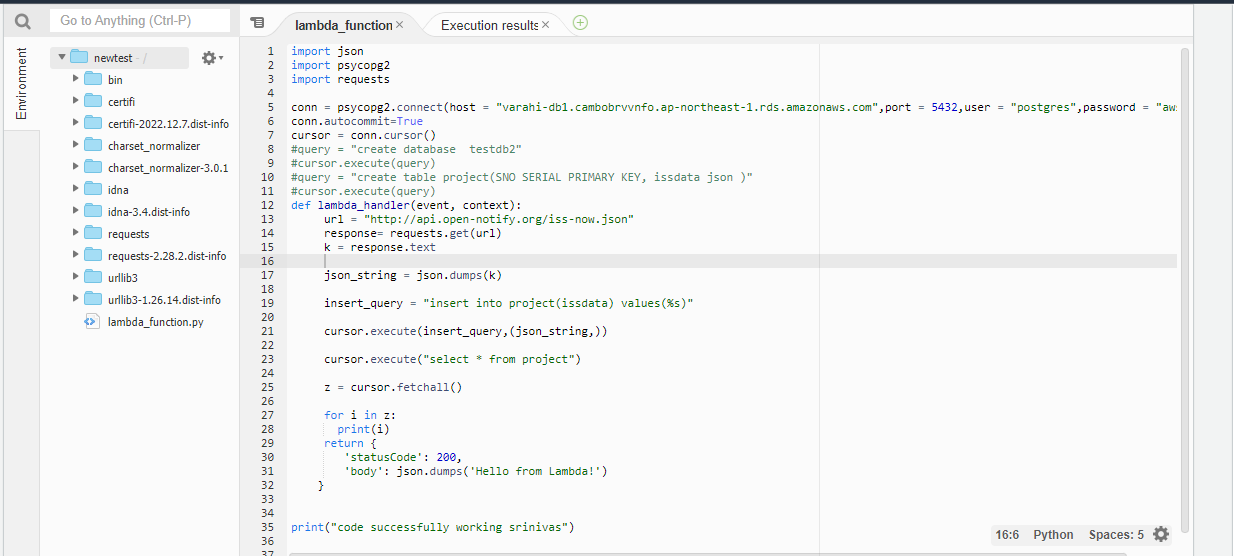 Go to Anything (Ctrl-P)
lambda_function ×
Execution results ×
Environment
newtest - /
bin
certifi
certifi-2022.12.7.dist-info
charset_normalizer
charset_normalizer-3.0.1
idna
idna-3.4.dist-info
requests
requests-2.28.2.dist-info
urllib3
urllib3-1.26.14.dist-info
lambda_function.py
1 import json
2 import psycopg2
3 import requests
4
5 conn = psycopg2.connect(host = "varahi-db1.cambobrvvnfo.ap-northeast-1.rds.amazonaws.com",port = 5432,user = "postgres",password = "aw
6 conn.autocommit=True
7 cursor = conn.cursor()
8 #query = "create database  testdb2"
9 #cursor.execute(query)
10 #query = "create table project(SNO SERIAL PRIMARY KEY, issdata json )"
11 #cursor.execute(query)
12 def lambda_handler(event, context):
13 url = "http://api.open-notify.org/iss-now.json"
14 response= requests.get(url)
15 k = response.text
16
17 json_string = json.dumps(k)
18
19 insert_query = "insert into project(issdata) values(%s)"
20
21 cursor.execute(insert_query,(json_string,))
22
23 cursor.execute("select * from project")
24
25 z = cursor.fetchall()
26
27 for i in z:
28 print(i)
29 return {
30 'statusCode': 200,
31 'body': json.dumps('Hello from Lambda!')
32 }
33
34
35 print("code successfully working srinivas")
36
37
16:6 Python Spaces: 5